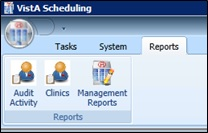 VistA Scheduling
Tasks System Reports
Audit Activity
Clinics
Management Reports
Reports